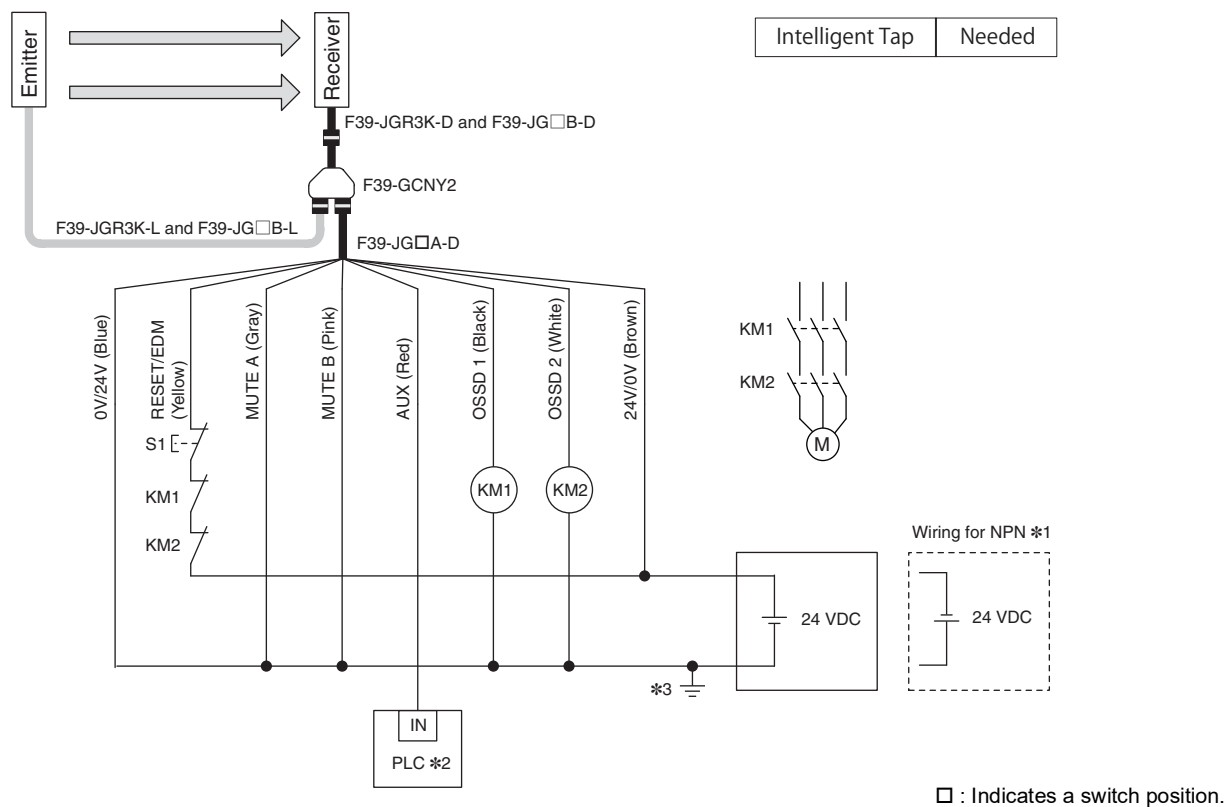 Emitter
Receiver
Intelligent Tap
Needed
F39-JGR3K-D and F39-JG□B-D
F39-GCNY2
F39-JGR3K-L and F39-JG□B-L
F39-JG□A-D
0V/24V (Blue)
RESET/EDM
(Yellow)
MUTE A (Gray)
MUTE B (Pink)
AUX (Red)
OSSD 1 (Black)
OSSD 2 (White)
24V/0V (Brown)
S1
KM1
KM2
KM1
KM2
KM1
KM2
M
Wiring for NPN ✻1
24 VDC
24 VDC
✻3
IN
PLC ✻2
□ : Indicates a switch position.